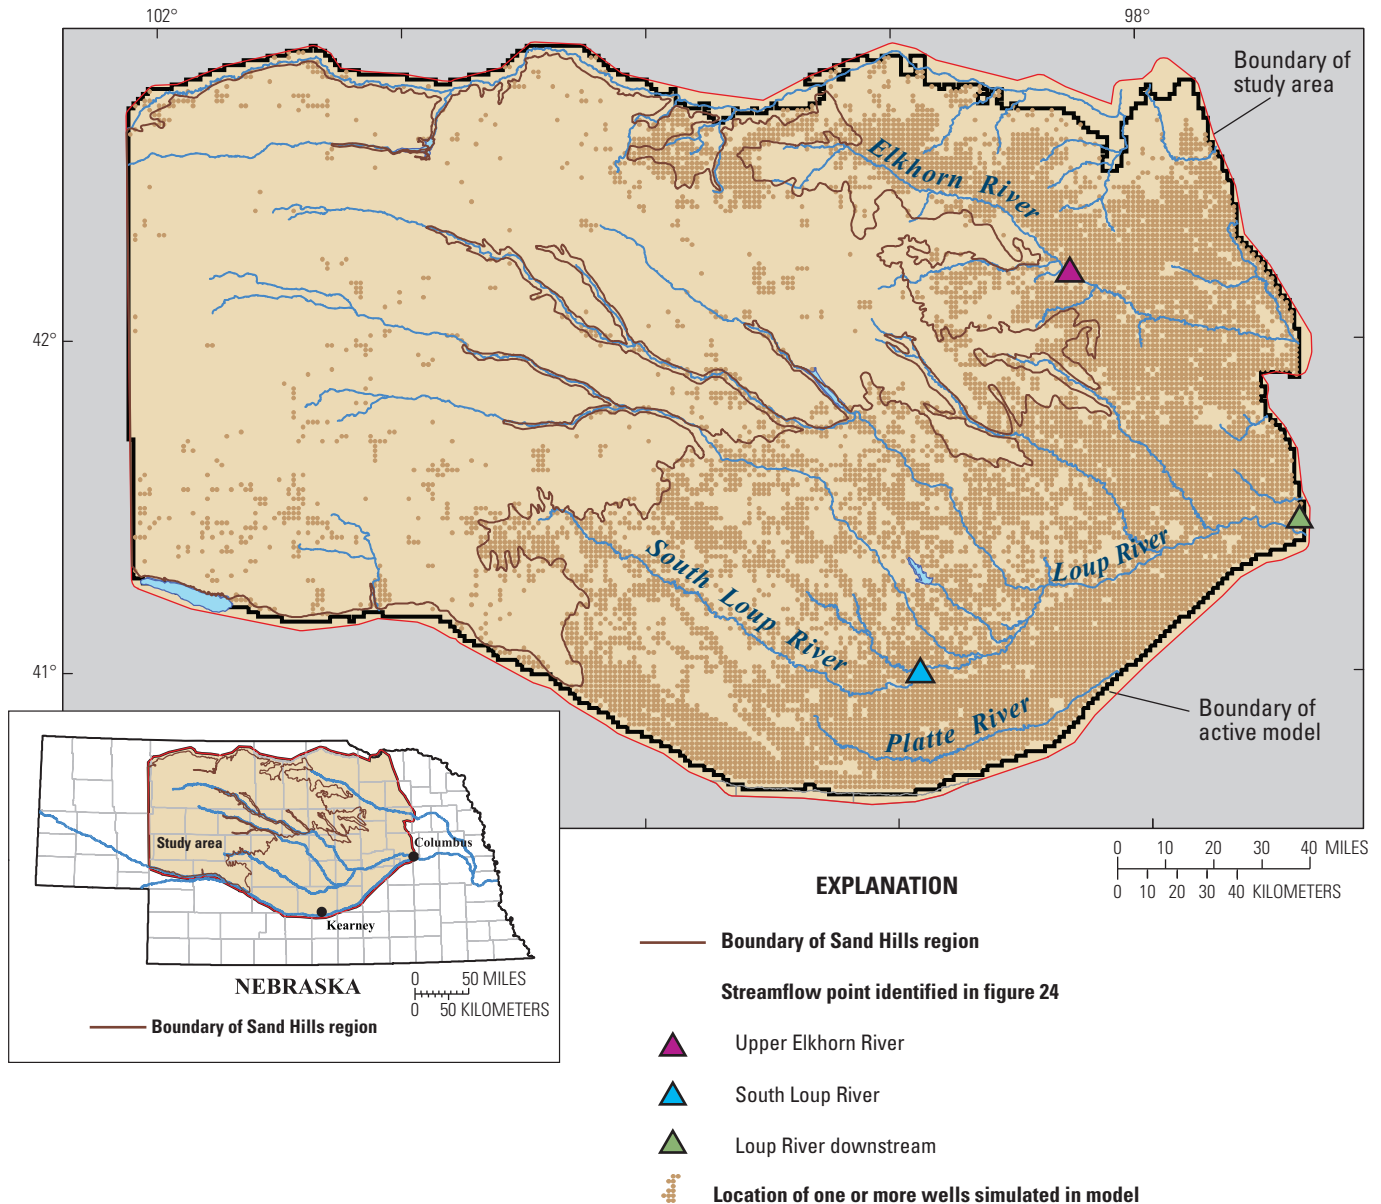 102°
98°
Boundary of
study area
Elkhorn River
42°
South Loup River
Loup River
41°
Platte River
Boundary of
active model
Study area
Columbus
Kearney
NEBRASKA
0 50 MILES
0 50 KILOMETERS
Boundary of Sand Hills region
0 10 20 30 40 MILES
0 10 20 30 40 KILOMETERS
EXPLANATION
Boundary of Sand Hills region
Streamflow point identified in figure 24
Upper Elkhorn River
South Loup River
Loup River downstream
Location of one or more wells simulated in model